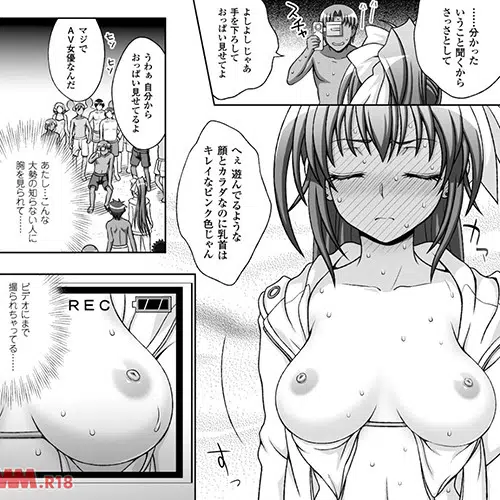 ……分かった
いうこと聞くから
さっさとして
よしよしじゃあ
手を下ろして
おっぱい見せてよ
スチャ
へぇ遊んでるような
顔とカラダなのに乳首は
キレイなピンク色じゃん
うわぁ自分から
おっぱい見せてるよ
マジで
AV女優なんだ
ヒソ
ヒソ
あたし…こんな
大勢の知らない人に
胸を見られて……
ビデオにまで
撮られちゃってる……
REC
.R18